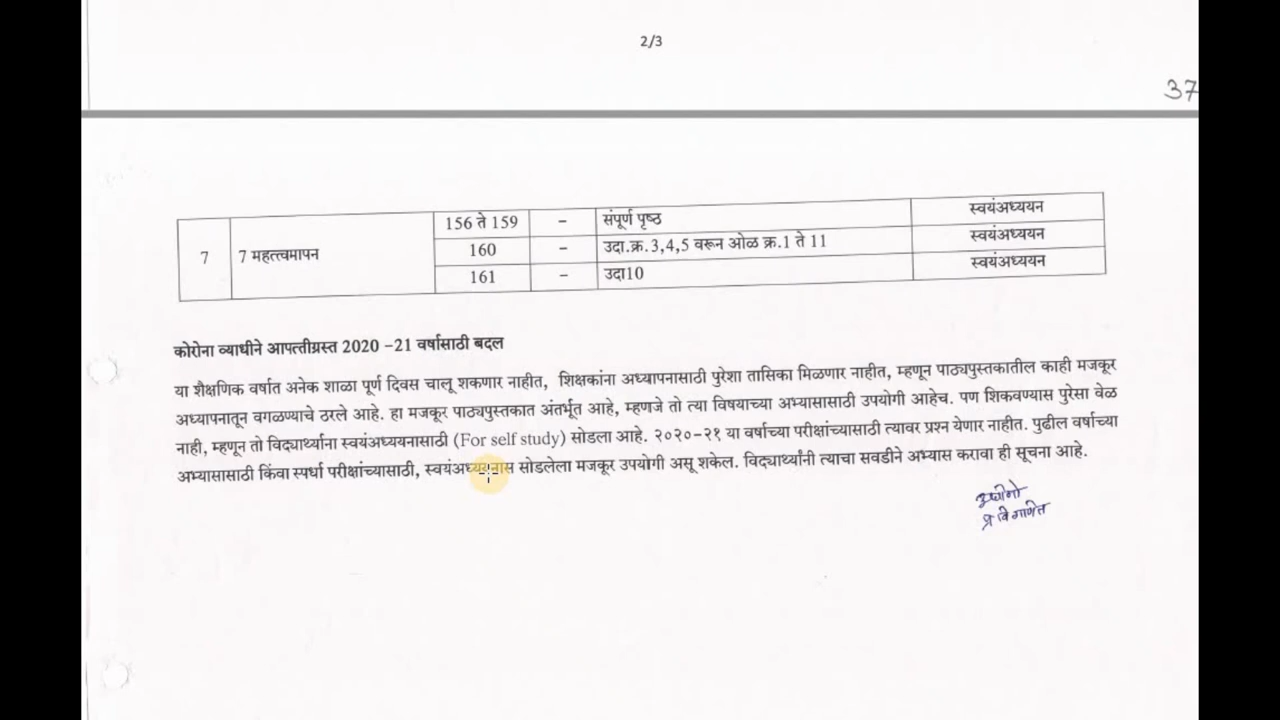 2/3
37
7 7 महत्त्वमापन 156 ते 159 – संपूर्ण पृष्ठ स्वयंअध्ययन
160 – उदा.क्र.3,4,5 वरून ओळ क्र.1 ते 11 स्वयंअध्ययन
161 – उदा10 स्वयंअध्ययन
कोरोना व्याधीने आपत्तीग्रस्त 2020 –21 वर्षासाठी बदल
या शैक्षणिक वर्षात अनेक शाळा पूर्ण दिवस चालू शकणार नाहीत, शिक्षकांना अध्यापनासाठी पुरेशा तासिका मिळणार नाहीत, म्हणून पाठ्यपुस्तकातील काही मजकूर
अध्यापनातून वगळण्याचे ठरले आहे. हा मजकूर पाठ्यपुस्तकात अंतर्भूत आहे, म्हणजे तो त्या विषयाच्या अभ्यासासाठी उपयोगी आहेच. पण शिकवण्यास पुरेसा वेळ
नाही, म्हणून तो विद्यार्थ्यांना स्वयंअध्ययनासाठी (For self study) सोडला आहे. २०२०-२१ या वर्षाच्या परीक्षांच्यासाठी त्यावर प्रश्न येणार नाहीत. पुढील वर्षाच्या
अभ्यासासाठी किंवा स्पर्धा परीक्षांच्यासाठी, स्वयंअध्ययनास सोडलेला मजकूर उपयोगी असू शकेल. विद्यार्थ्यांनी त्याचा सवडीने अभ्यास करावा ही सूचना आहे.